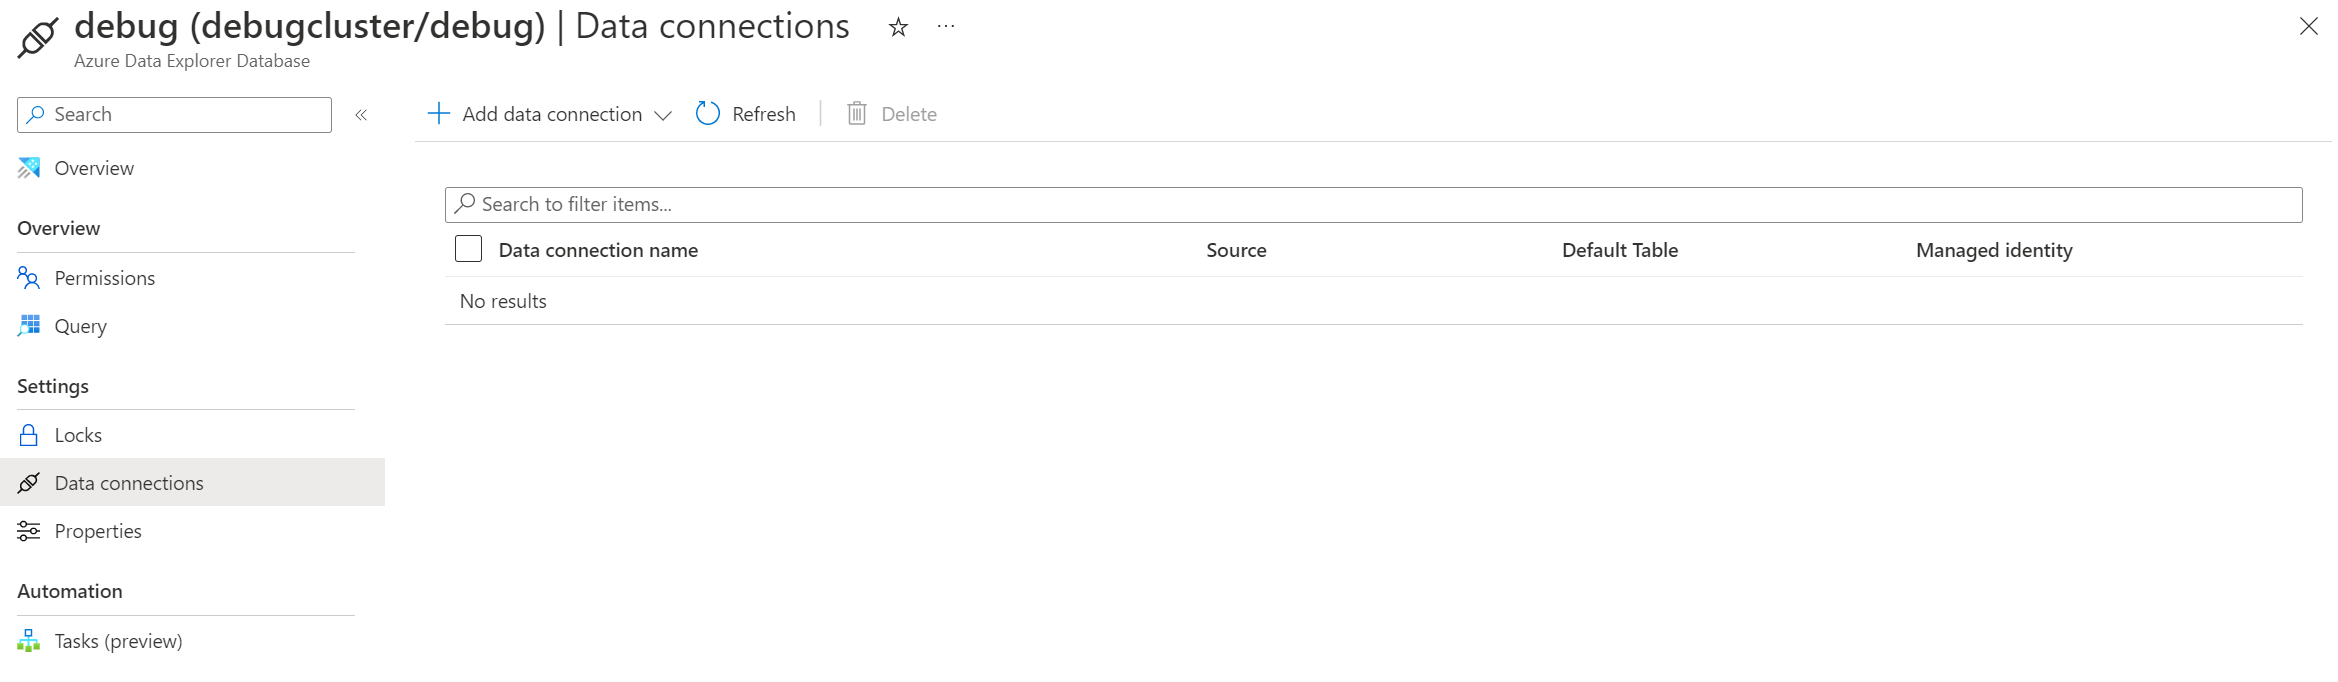 debug (debugcluster/debug) | Data connections
Azure Data Explorer Database
Search
Overview
Overview
Permissions
Query
Settings
Locks
Data connections
Properties
Automation
Tasks (preview)
Add data connection Refresh Delete
Search to filter items...
Data connection name Source Default Table Managed identity
No results